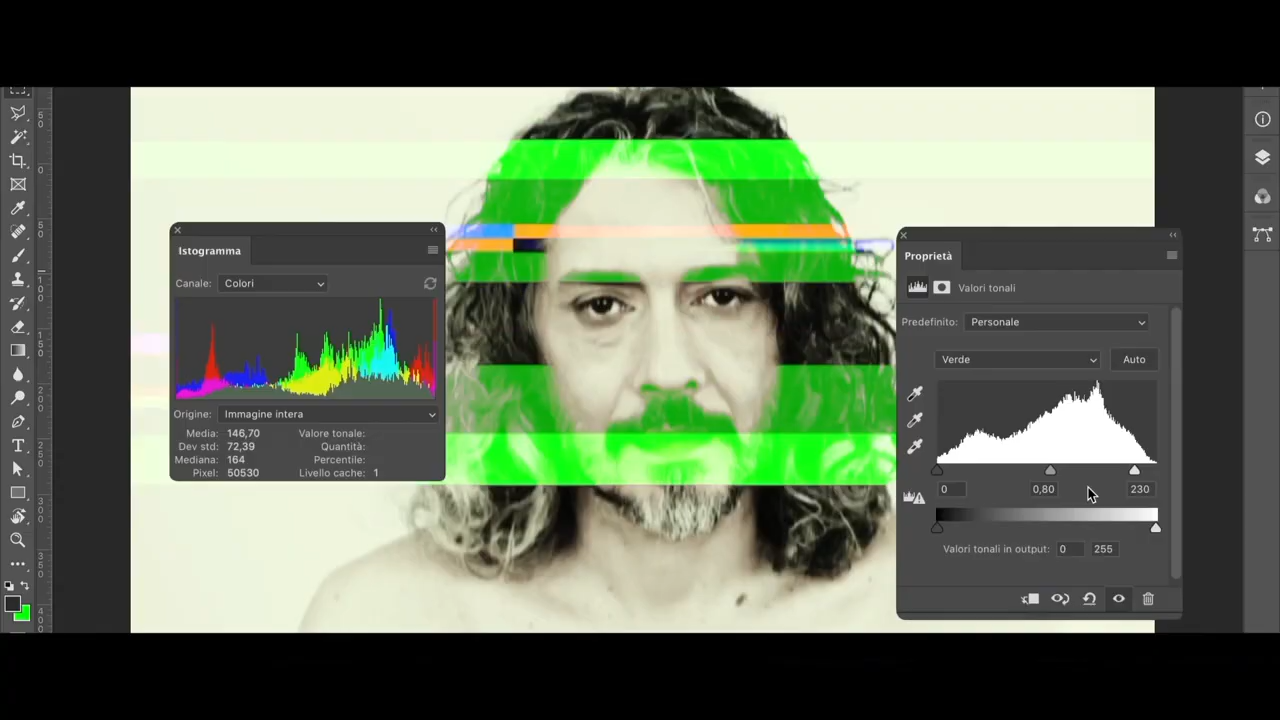 Istogramma
Canale: Colori
Origine: Immagine intera
Media: 146,70 Valore tonale:
Dev std: 72,39 Quantità:
Mediana: 164 Percentile:
Pixel: 50530 Livello cache: 1
Proprietà
Valori tonali
Predefinito: Personale
Verde Auto
0 0,80 230
Valori tonali in output: 0 255